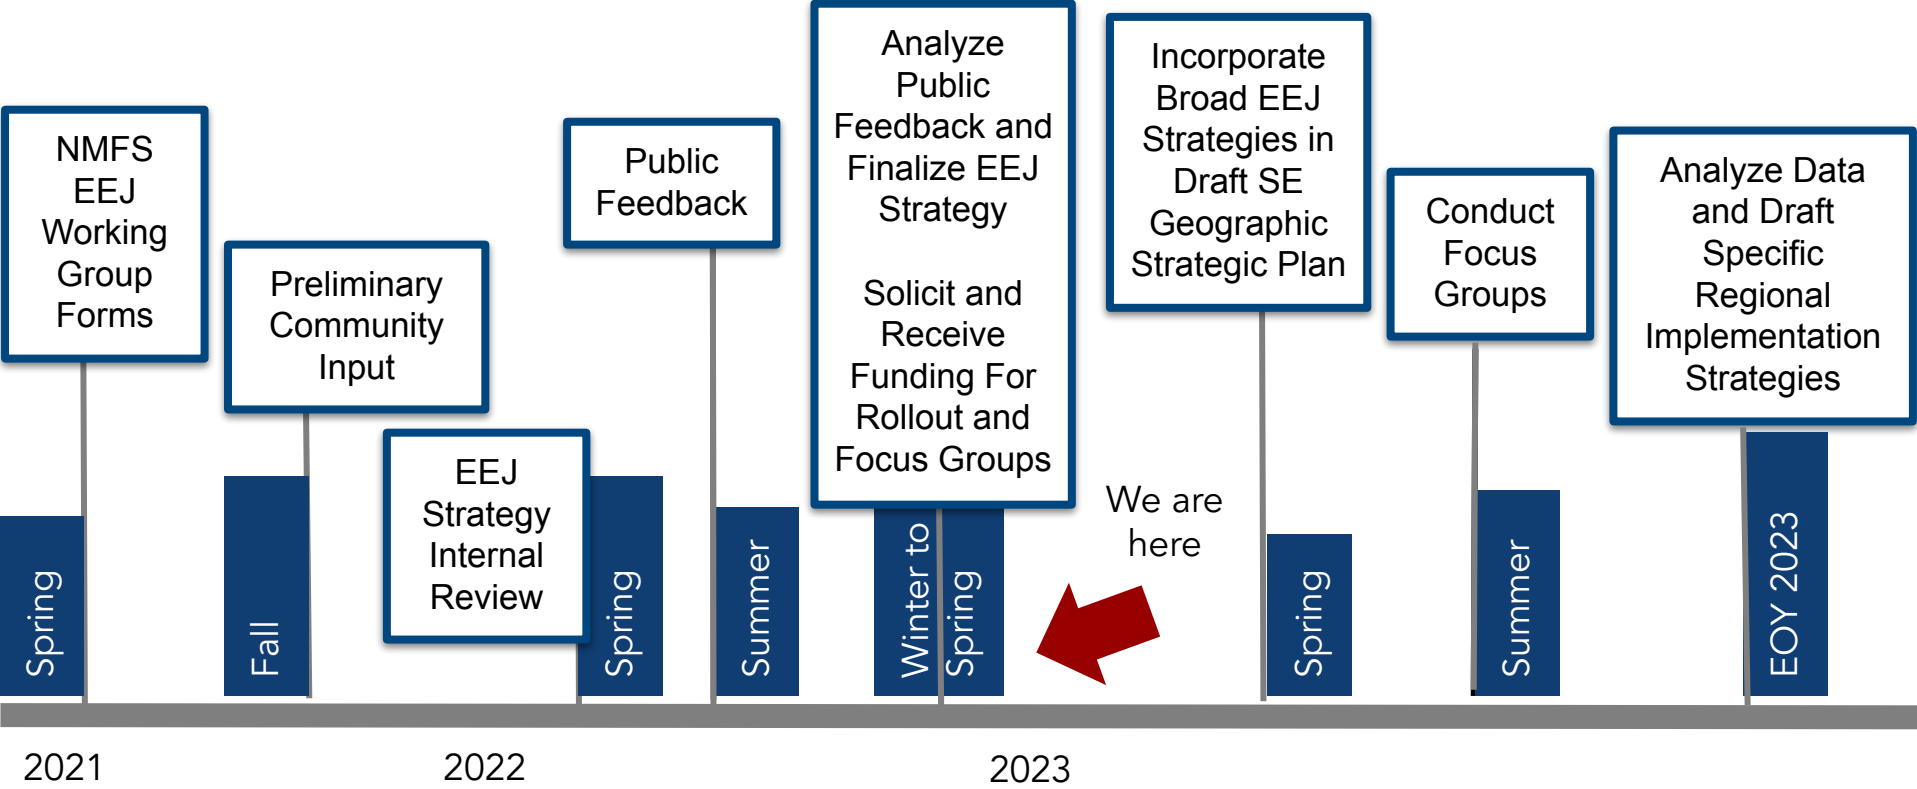 NMFS
EEJ
Working
Group
Forms
Preliminary
Community
Input
EEJ
Strategy
Internal
Review
Public
Feedback
Analyze
Public
Feedback and
Finalize EEJ
Strategy
Solicit and
Receive
Funding For
Rollout and
Focus Groups
We are
here
Incorporate
Broad EEJ
Strategies in
Draft SE
Geographic
Strategic Plan
Conduct
Focus
Groups
Analyze Data
and Draft
Specific
Regional
Implementation
Strategies
Spring
Fall
Spring
Summer
Winter to
Spring
Spring
Summer
EOY 2023
2021
2022
2023